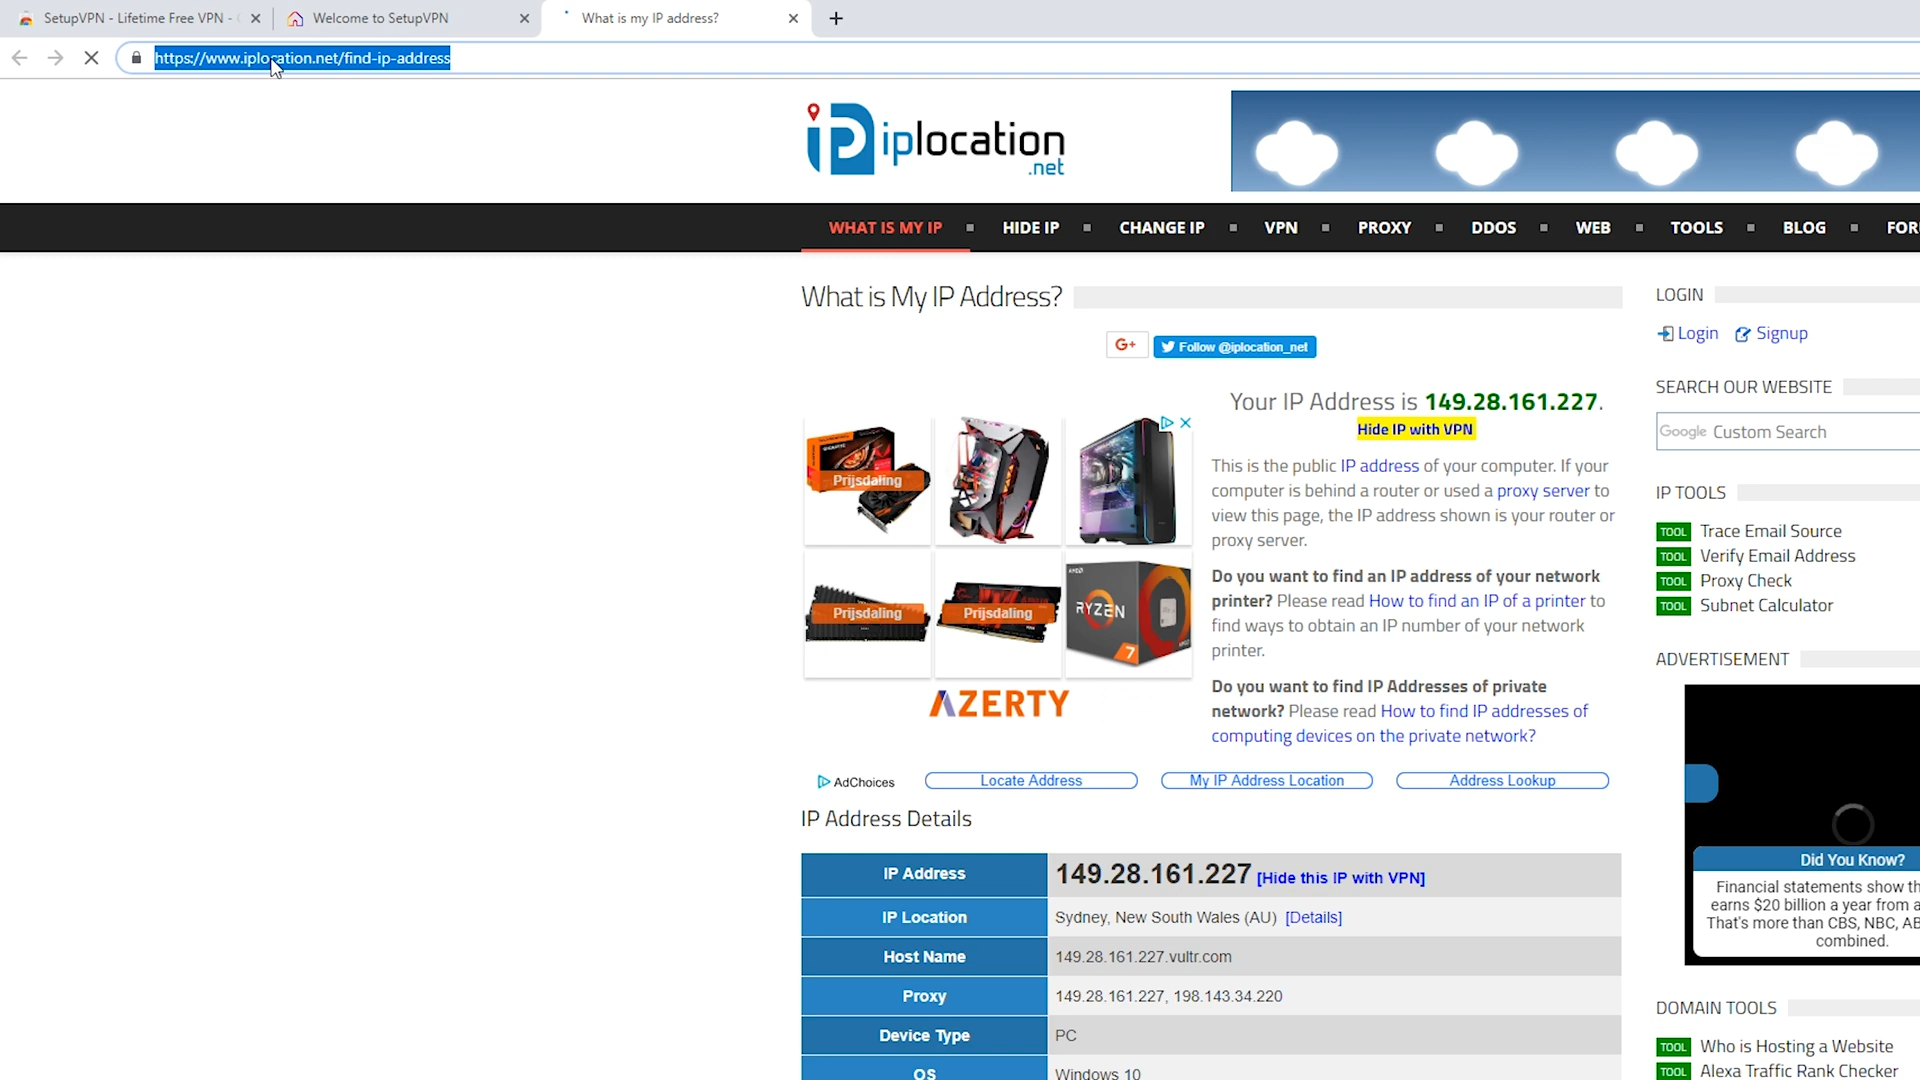 SetupVPN - Lifetime Free VPN -
Welcome to SetupVPN
What is my IP address?
https://www.iplocation.net/find-ip-address
iplocation
.net
WHAT IS MY IP
HIDE IP
CHANGE IP
VPN
PROXY
DDOS
WEB
TOOLS
BLOG
FOR
What is My IP Address?
G+
Follow @iplocation_net
Prijsdaling
Prijsdaling
Prijsdaling
AMD
RYZEN
7
AZERTY
Your IP Address is 149.28.161.227.
Hide IP with VPN
This is the public IP address of your computer. If your
computer is behind a router or used a proxy server to
view this page, the IP address shown is your router or
proxy server.
Do you want to find an IP address of your network
printer? Please read How to find an IP of a printer to
find ways to obtain an IP number of your network
printer.
Do you want to find IP Addresses of private
network? Please read How to find IP addresses of
computing devices on the private network?
AdChoices
Locate Address
My IP Address Location
Address Lookup
IP Address Details
IP Address 149.28.161.227 [Hide this IP with VPN]
IP Location Sydney, New South Wales (AU) [Details]
Host Name 149.28.161.227.vultr.com
Proxy 149.28.161.227, 198.143.34.220
Device Type PC
OS Windows 10
LOGIN
Login Signup
SEARCH OUR WEBSITE
Google Custom Search
IP TOOLS
TOOL Trace Email Source
TOOL Verify Email Address
TOOL Proxy Check
TOOL Subnet Calculator
ADVERTISEMENT
Did You Know?
Financial statements show th
earns $20 billion a year from a
That's more than CBS, NBC, AB
combined.
DOMAIN TOOLS
TOOL Who is Hosting a Website
TOOL Alexa Traffic Rank Checker